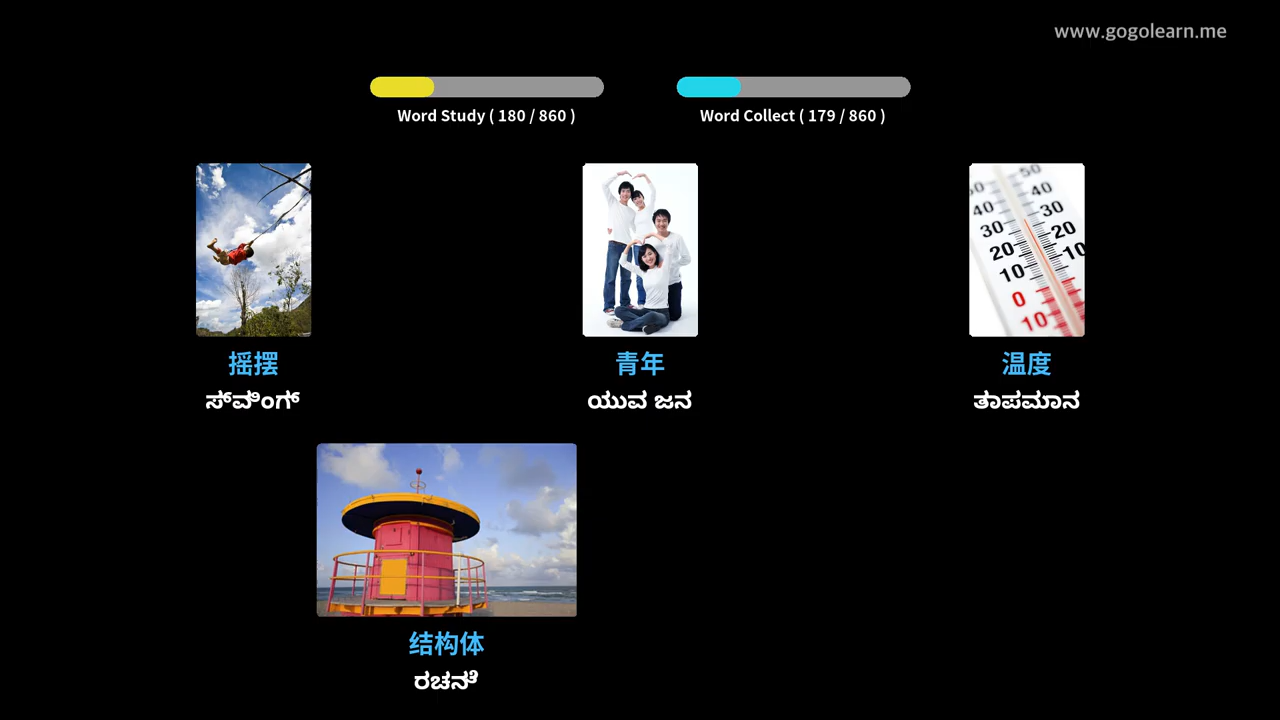 www.gogolearn.me
Word Study ( 180 / 860 )
Word Collect ( 179 / 860 )
摇摆
ಸ್ವಿಂಗ್
青年
ಯುವ ಜನ
温度
ತಾಪಮಾನ
结构体
ರಚನೆ